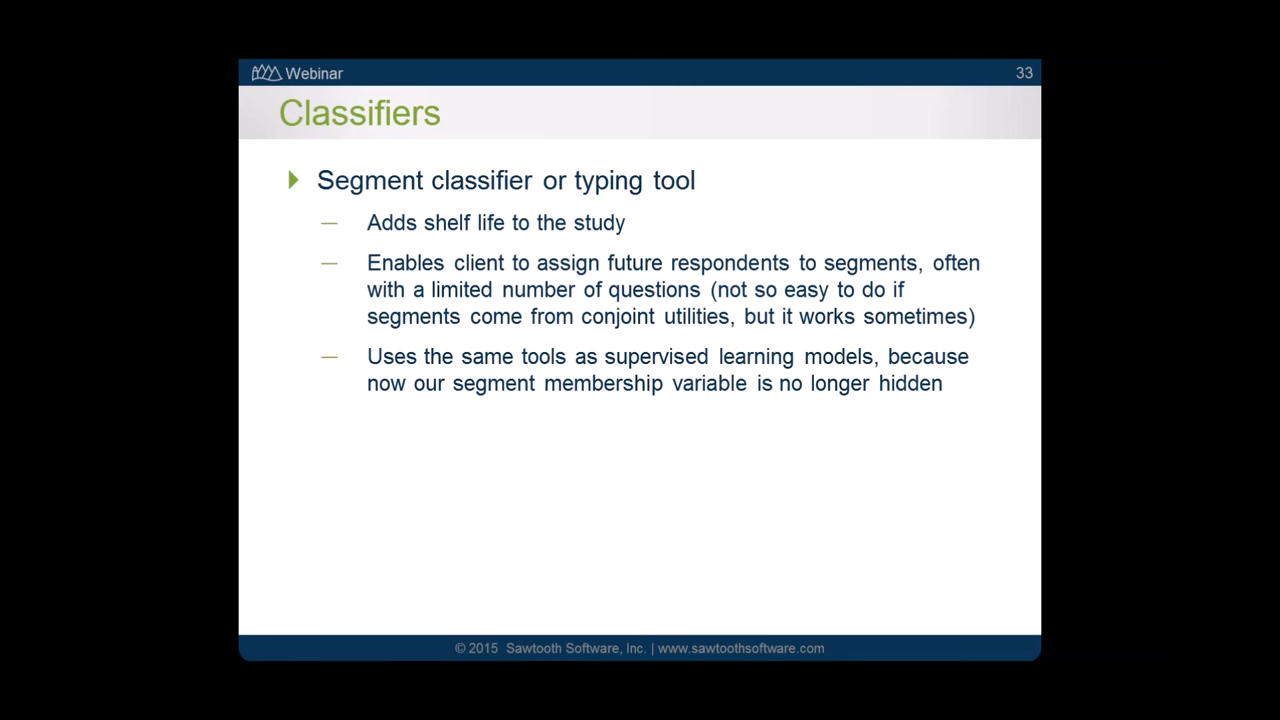 Webinar
33
Classifiers
Segment classifier or typing tool
— Adds shelf life to the study
— Enables client to assign future respondents to segments, often
with a limited number of questions (not so easy to do if
segments come from conjoint utilities, but it works sometimes)
— Uses the same tools as supervised learning models, because
now our segment membership variable is no longer hidden
© 2015 Sawtooth Software, Inc. | www.sawtoothsoftware.com